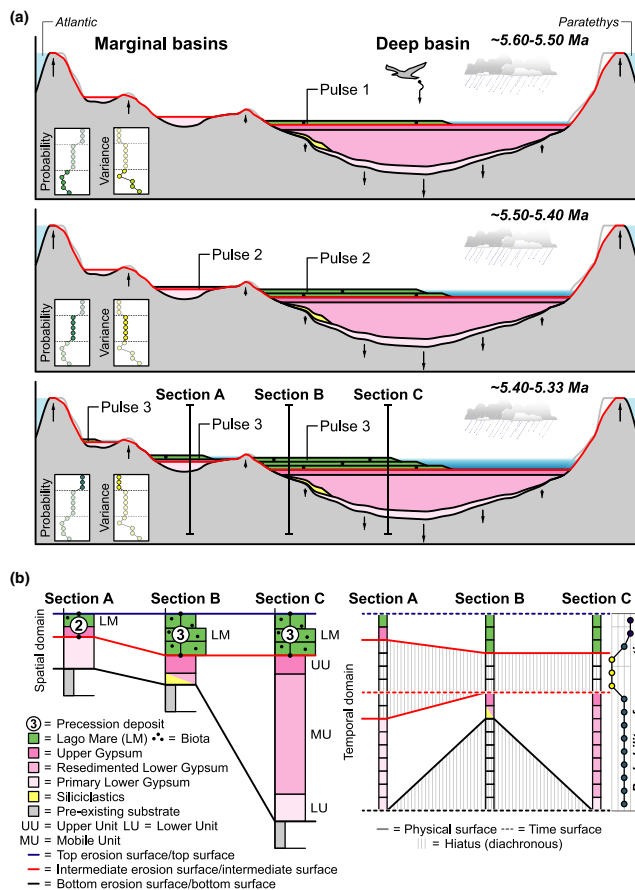 (a)
Atlantic
Paratethys
Marginal basins
Deep basin
~5.60-5.50 Ma
Pulse 1
Probability
Variance
~5.50-5.40 Ma
Pulse 2
Pulse 2
Probability
Variance
~5.40-5.33 Ma
Section A
Section B
Section C
Pulse 3
Pulse 3
Pulse 3
Probability
Variance
(b)
Section A
Section B
Section C
Section A
Section B
Section C
Spatial domain
LM
LM
LM
2
3
3
UU
MU
LU
Temporal domain
3 = Precession deposit
= Lago Mare (LM) = Biota
= Upper Gypsum
= Resedimented Lower Gypsum
= Primary Lower Gypsum
= Siliciclastics
= Pre-existing substrate
UU = Upper Unit LU = Lower Unit
MU = Mobile Unit
= Top erosion surface/top surface
= Intermediate erosion surface/intermediate surface
= Bottom erosion surface/bottom surface
= Physical surface = Time surface
= Hiatus (diachronous)